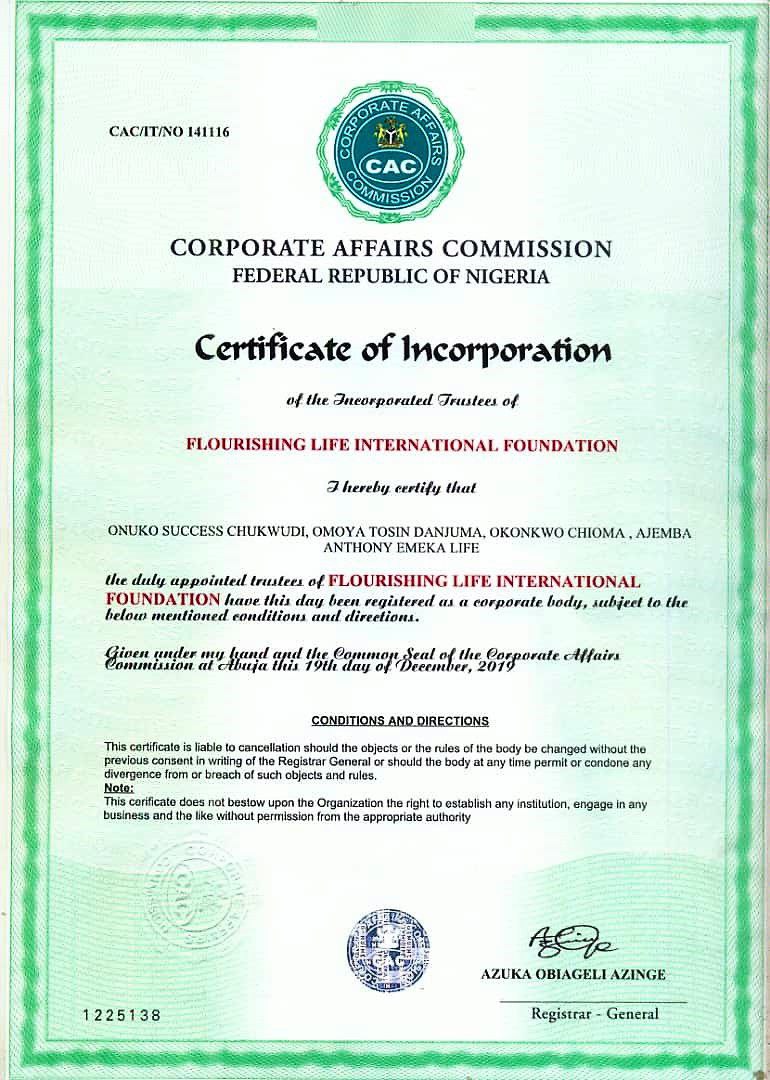 CAC/IT/NO 141116
CORPORATE AFFAIRS COMMISSION
CAC
CORPORATE AFFAIRS COMMISSION
FEDERAL REPUBLIC OF NIGERIA
Certificate of Incorporation
of the Incorporated Trustees of
FLOURISHING LIFE INTERNATIONAL FOUNDATION
I hereby certify that
ONUKO SUCCESS CHUKWUDI, OMOYA TOSIN DANJUMA, OKONKWO CHIOMA , AJEMBA
ANTHONY EMEKA LIFE
the duly appointed trustees of FLOURISHING LIFE INTERNATIONAL
FOUNDATION have this day been registered as a corporate body, subject to the
below mentioned conditions and directions.
Given under my hand and the Common Seal of the Corporate Affairs
Commission at Abuja this 19th day of December, 2019
CONDITIONS AND DIRECTIONS
This certificate is liable to cancellation should the objects or the rules of the body be changed without the
previous consent in writing of the Registrar General or should the body at any time permit or condone any
divergence from or breach of such objects and rules.
Note:
This cerificate does not bestow upon the Organization the right to establish any institution, engage in any
business and the like without permission from the appropriate authority
CAC
CAC
AZUKA OBIAGELI AZINGE
Registrar - General
1225138